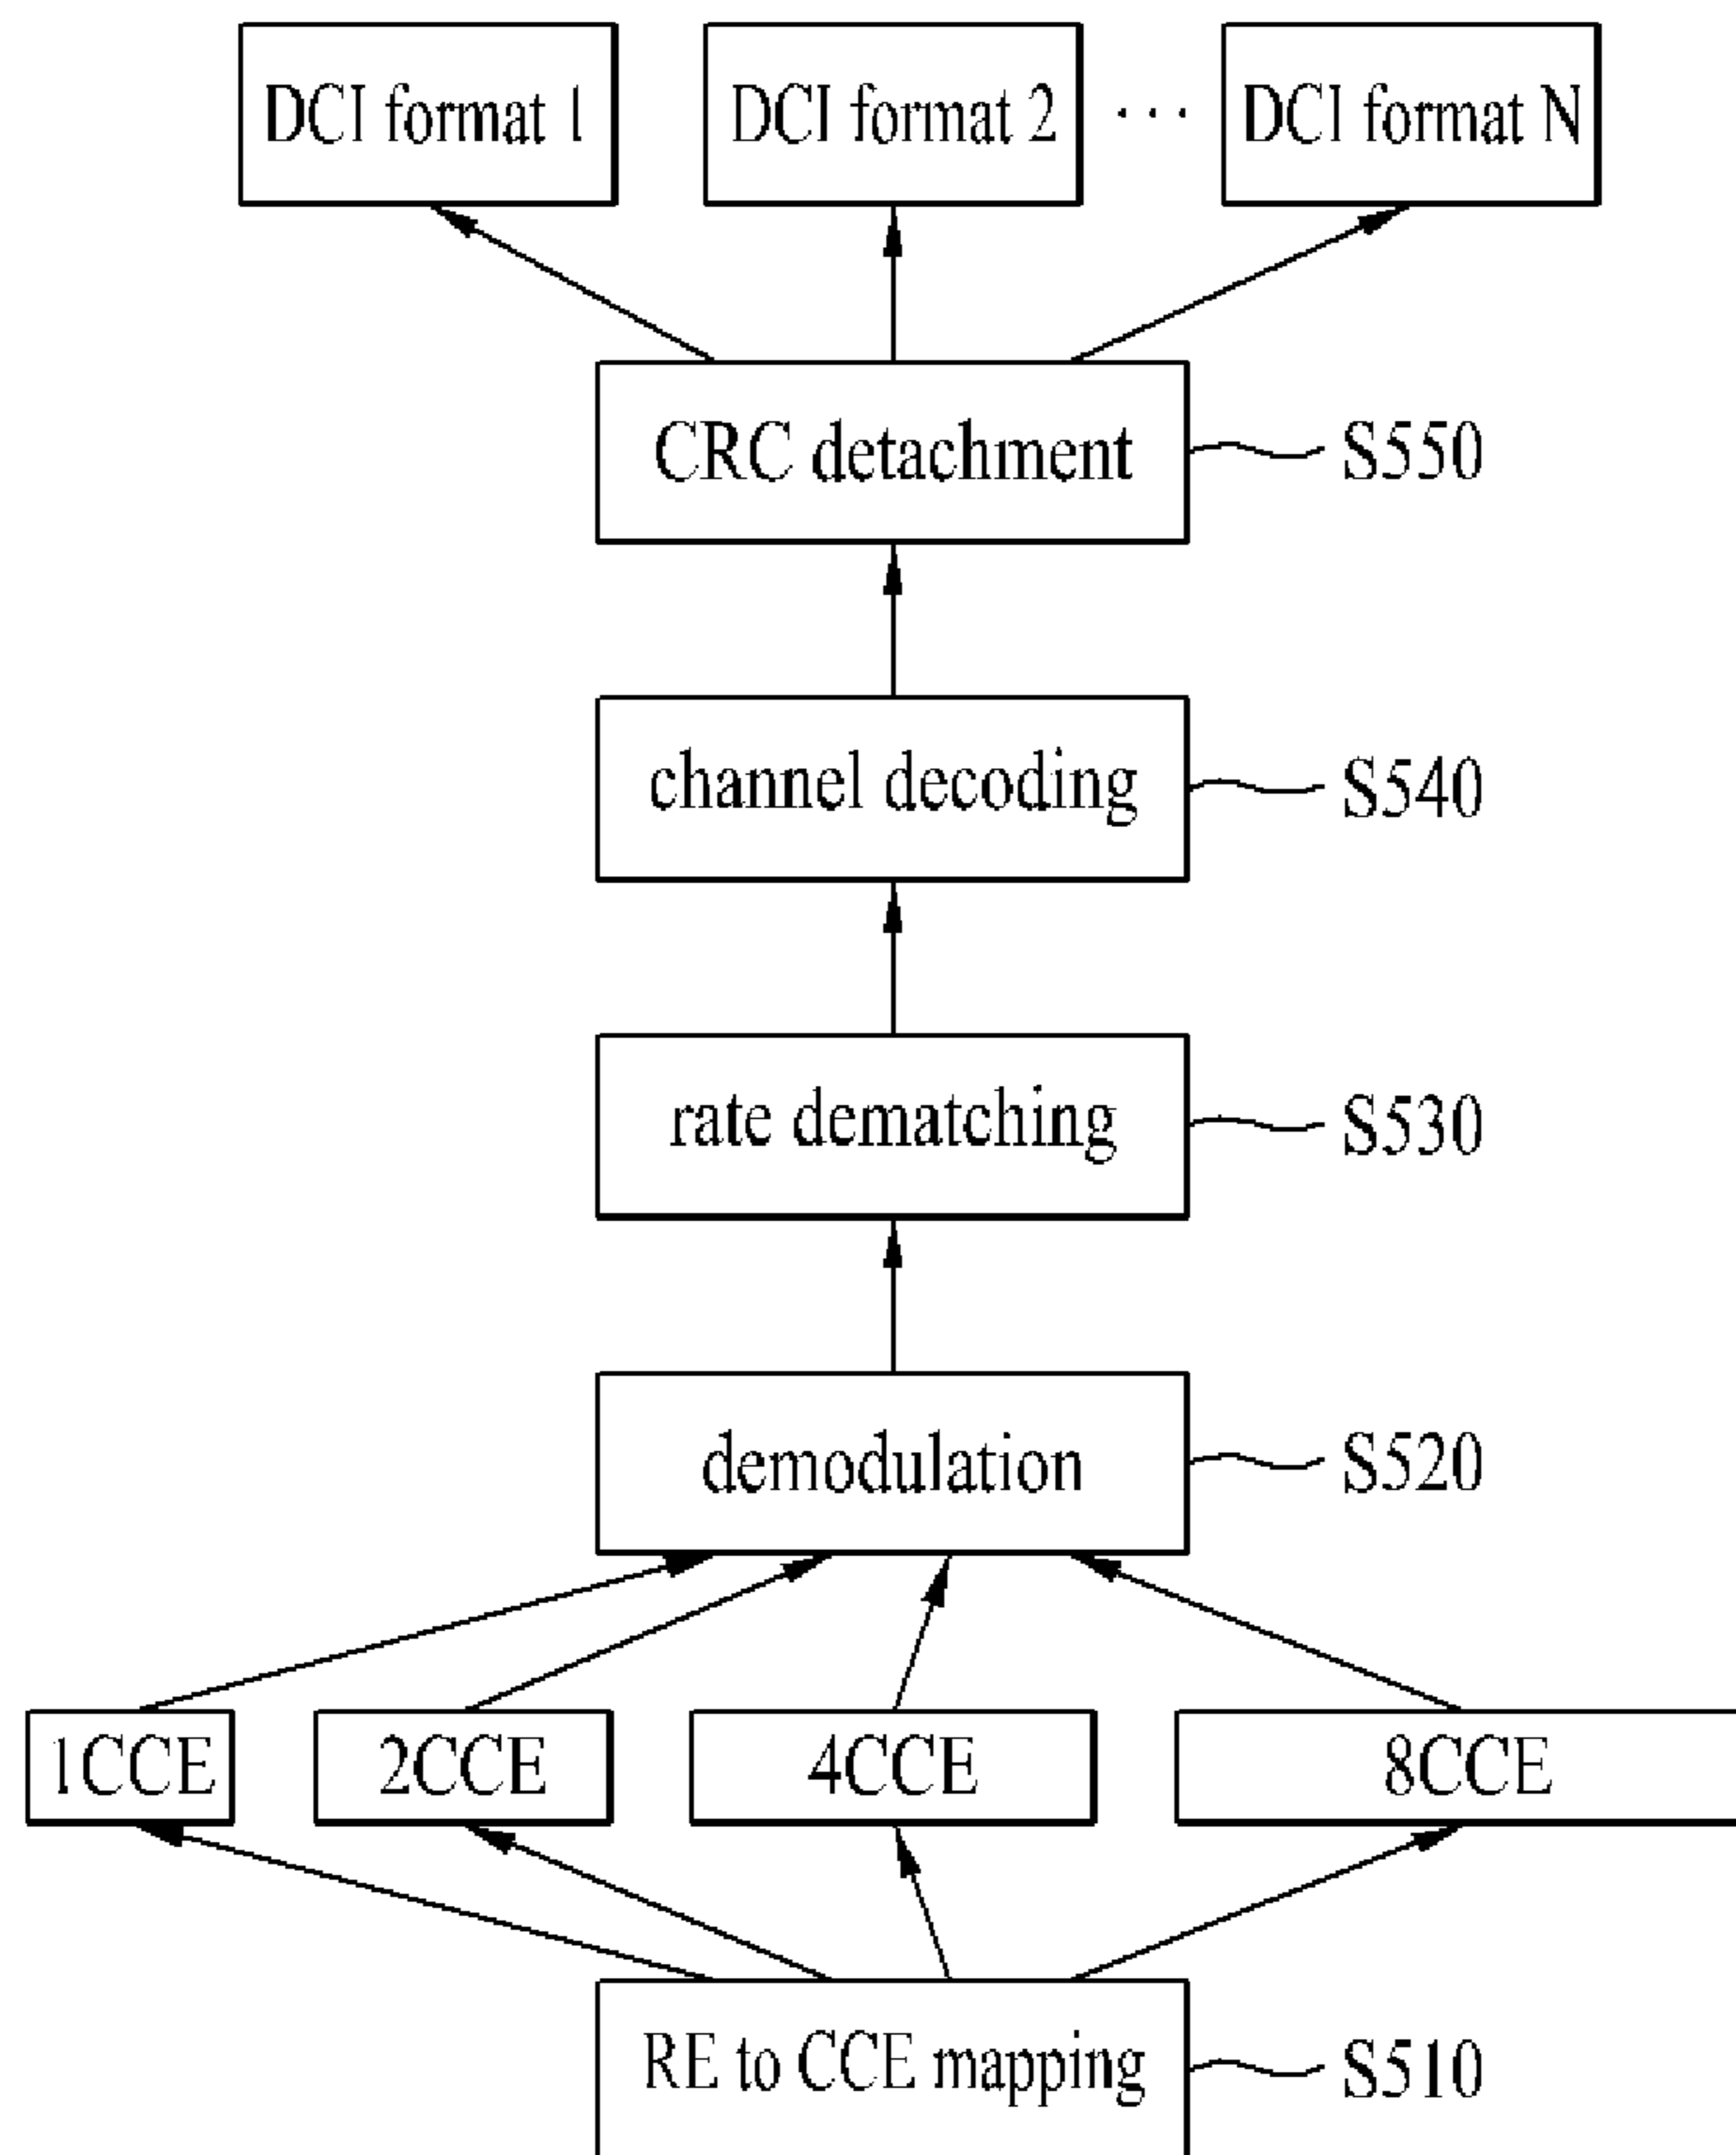 DCI format 1
DCI format 2
. . .
DCI format N
CRC detachment
S550
channel decoding
S540
rate dematching
S530
demodulation
S520
1CCE
2CCE
4CCE
8CCE
RE to CCE mapping
S510